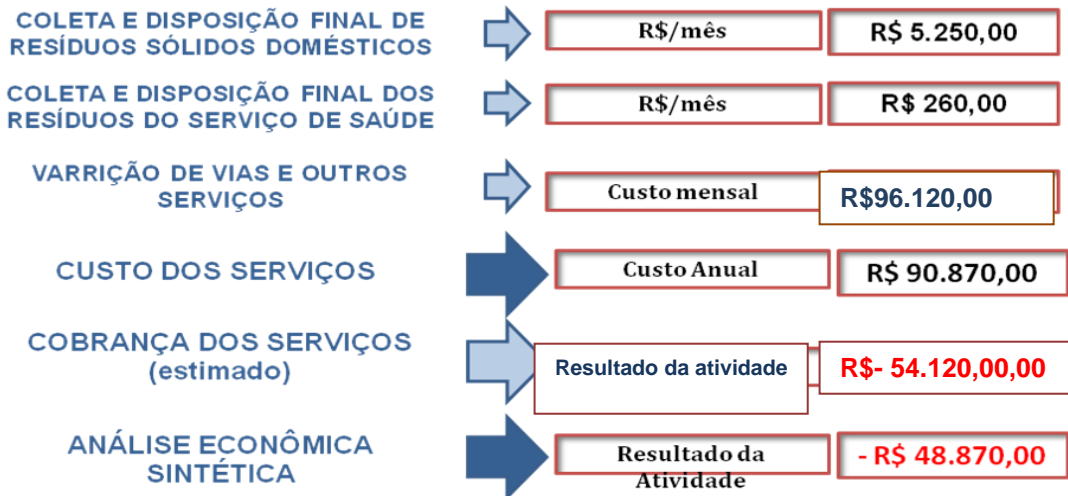 COLETA E DISPOSIÇÃO FINAL DE
RESÍDUOS SÓLIDOS DOMÉSTICOS
R$/mês
R$ 5.250,00
COLETA E DISPOSIÇÃO FINAL DOS
RESÍDUOS DO SERVIÇO DE SAÚDE
R$/mês
R$ 260,00
VARRIÇÃO DE VIAS E OUTROS
SERVIÇOS
Custo mensal
R$96.120,00
CUSTO DOS SERVIÇOS
Custo Anual
R$ 90.870,00
COBRANÇA DOS SERVIÇOS
(estimado)
Resultado da atividade
R$- 54.120,00,00
ANÁLISE ECONÔMICA
SINTÉTICA
Resultado da
Atividade
- R$ 48.870,00